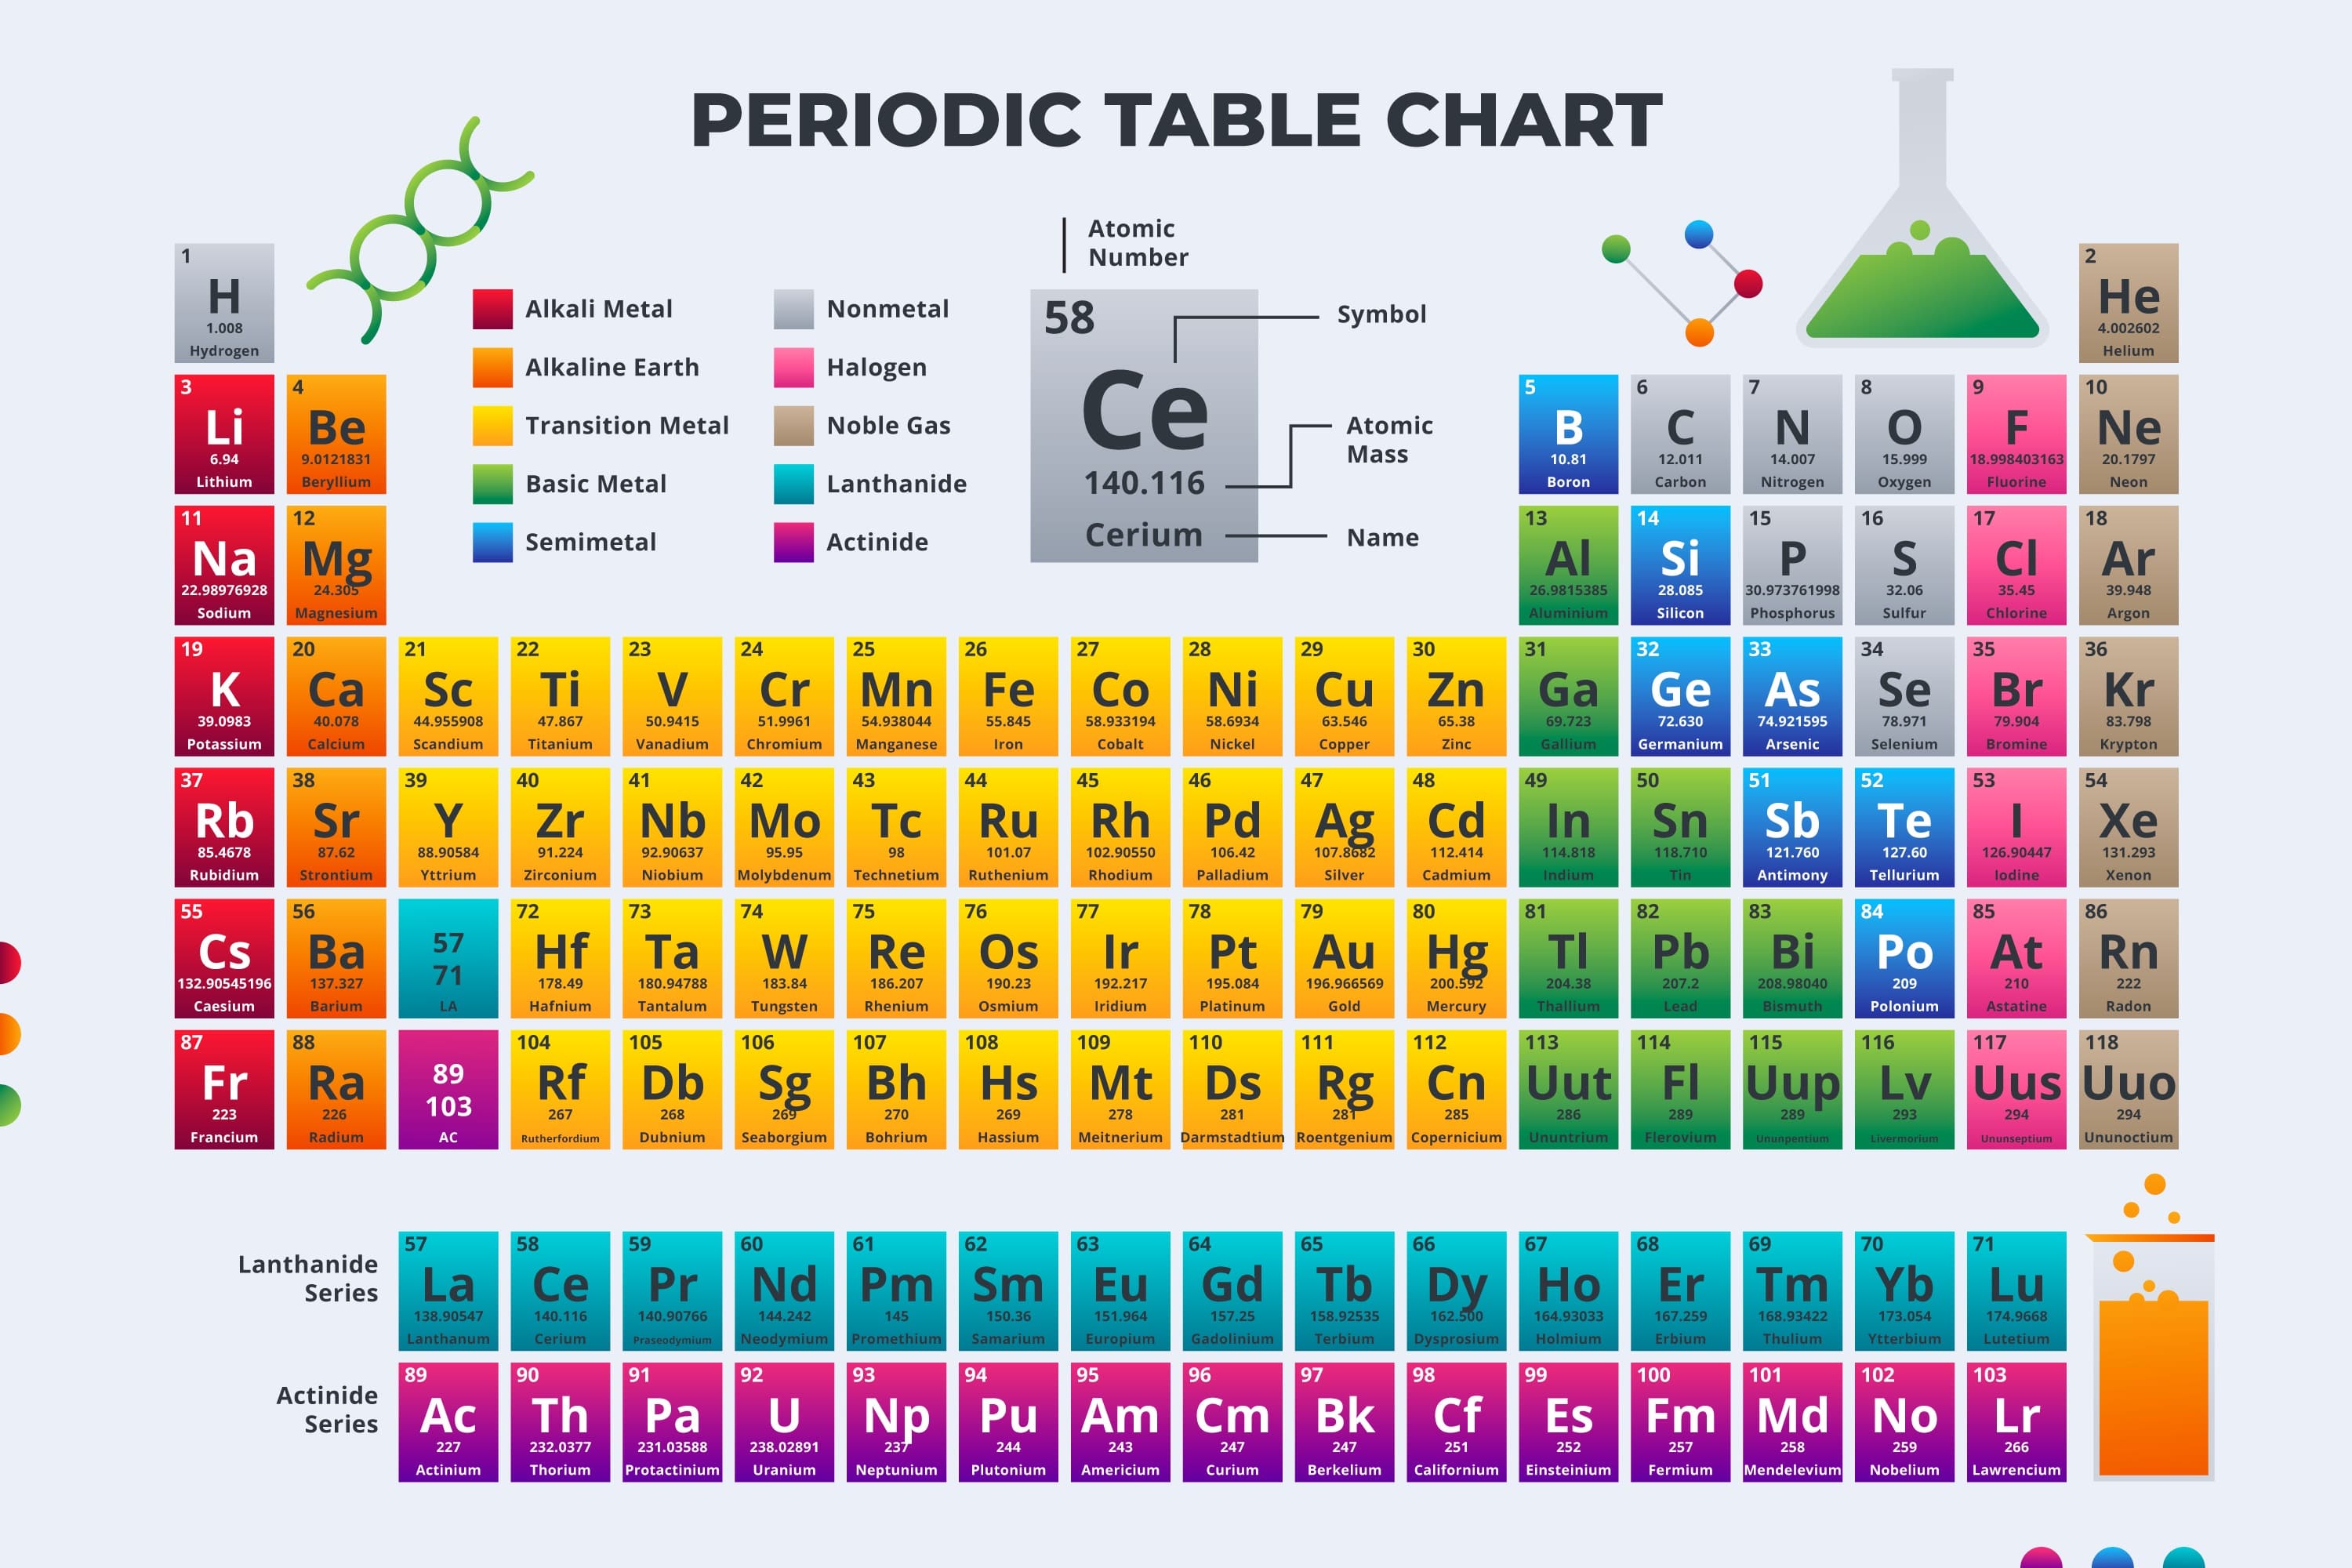 PERIODIC TABLE CHART
Atomic
Number
Alkali Metal
Alkaline Earth
Transition Metal
Basic Metal
Semimetal
Nonmetal
Halogen
Noble Gas
Lanthanide
Actinide
58
Ce
140.116
Cerium
Symbol
Atomic
Mass
Name
1
H
1.008
Hydrogen
2
He
4.002602
Helium
3
Li
6.94
Lithium
4
Be
9.0121831
Beryllium
5
B
10.81
Boron
6
C
12.011
Carbon
7
N
14.007
Nitrogen
8
O
15.999
Oxygen
9
F
18.998403163
Fluorine
10
Ne
20.1797
Neon
11
Na
22.98976928
Sodium
12
Mg
24.305
Magnesium
13
Al
26.9815385
Aluminium
14
Si
28.085
Silicon
15
P
30.973761998
Phosphorus
16
S
32.06
Sulfur
17
Cl
35.45
Chlorine
18
Ar
39.948
Argon
19
K
39.0983
Potassium
20
Ca
40.078
Calcium
21
Sc
44.955908
Scandium
22
Ti
47.867
Titanium
23
V
50.9415
Vanadium
24
Cr
51.9961
Chromium
25
Mn
54.938044
Manganese
26
Fe
55.845
Iron
27
Co
58.933194
Cobalt
28
Ni
58.6934
Nickel
29
Cu
63.546
Copper
30
Zn
65.38
Zinc
31
Ga
69.723
Gallium
32
Ge
72.630
Germanium
33
As
74.921595
Arsenic
34
Se
78.971
Selenium
35
Br
79.904
Bromine
36
Kr
83.798
Krypton
37
Rb
85.4678
Rubidium
38
Sr
87.62
Strontium
39
Y
88.90584
Yttrium
40
Zr
91.224
Zirconium
41
Nb
92.90637
Niobium
42
Mo
95.95
Molybdenum
43
Tc
98
Technetium
44
Ru
101.07
Ruthenium
45
Rh
102.90550
Rhodium
46
Pd
106.42
Palladium
47
Ag
107.8682
Silver
48
Cd
112.414
Cadmium
49
In
114.818
Indium
50
Sn
118.710
Tin
51
Sb
121.760
Antimony
52
Te
127.60
Tellurium
53
I
126.90447
Iodine
54
Xe
131.293
Xenon
55
Cs
132.90545196
Caesium
56
Ba
137.327
Barium
57
71
LA
72
Hf
178.49
Hafnium
73
Ta
180.94788
Tantalum
74
W
183.84
Tungsten
75
Re
186.207
Rhenium
76
Os
190.23
Osmium
77
Ir
192.217
Iridium
78
Pt
195.084
Platinum
79
Au
196.966569
Gold
80
Hg
200.592
Mercury
81
Tl
204.38
Thallium
82
Pb
207.2
Lead
83
Bi
208.98040
Bismuth
84
Po
209
Polonium
85
At
210
Astatine
86
Rn
222
Radon
87
Fr
223
Francium
88
Ra
226
Radium
89
103
AC
104
Rf
267
Rutherfordium
105
Db
268
Dubnium
106
Sg
269
Seaborgium
107
Bh
270
Bohrium
108
Hs
269
Hassium
109
Mt
278
Meitnerium
110
Ds
281
Darmstadtium
111
Rg
281
Roentgenium
112
Cn
285
Copernicium
113
Uut
286
Ununtrium
114
Fl
289
Flerovium
115
Uup
289
Ununpentium
116
Lv
293
Livermorium
117
Uus
294
Ununseptium
118
Uuo
294
Ununoctium
Lanthanide
Series
57
La
138.90547
Lanthanum
58
Ce
140.116
Cerium
59
Pr
140.90766
Praseodymium
60
Nd
144.242
Neodymium
61
Pm
145
Promethium
62
Sm
150.36
Samarium
63
Eu
151.964
Europium
64
Gd
157.25
Gadolinium
65
Tb
158.92535
Terbium
66
Dy
162.500
Dysprosium
67
Ho
164.93033
Holmium
68
Er
167.259
Erbium
69
Tm
168.93422
Thulium
70
Yb
173.054
Ytterbium
71
Lu
174.9668
Lutetium
Actinide
Series
89
Ac
227
Actinium
90
Th
232.0377
Thorium
91
Pa
231.03588
Protactinium
92
U
238.02891
Uranium
93
Np
237
Neptunium
94
Pu
244
Plutonium
95
Am
243
Americium
96
Cm
247
Curium
97
Bk
247
Berkelium
98
Cf
251
Californium
99
Es
252
Einsteinium
100
Fm
257
Fermium
101
Md
258
Mendelevium
102
No
259
Nobelium
103
Lr
266
Lawrencium